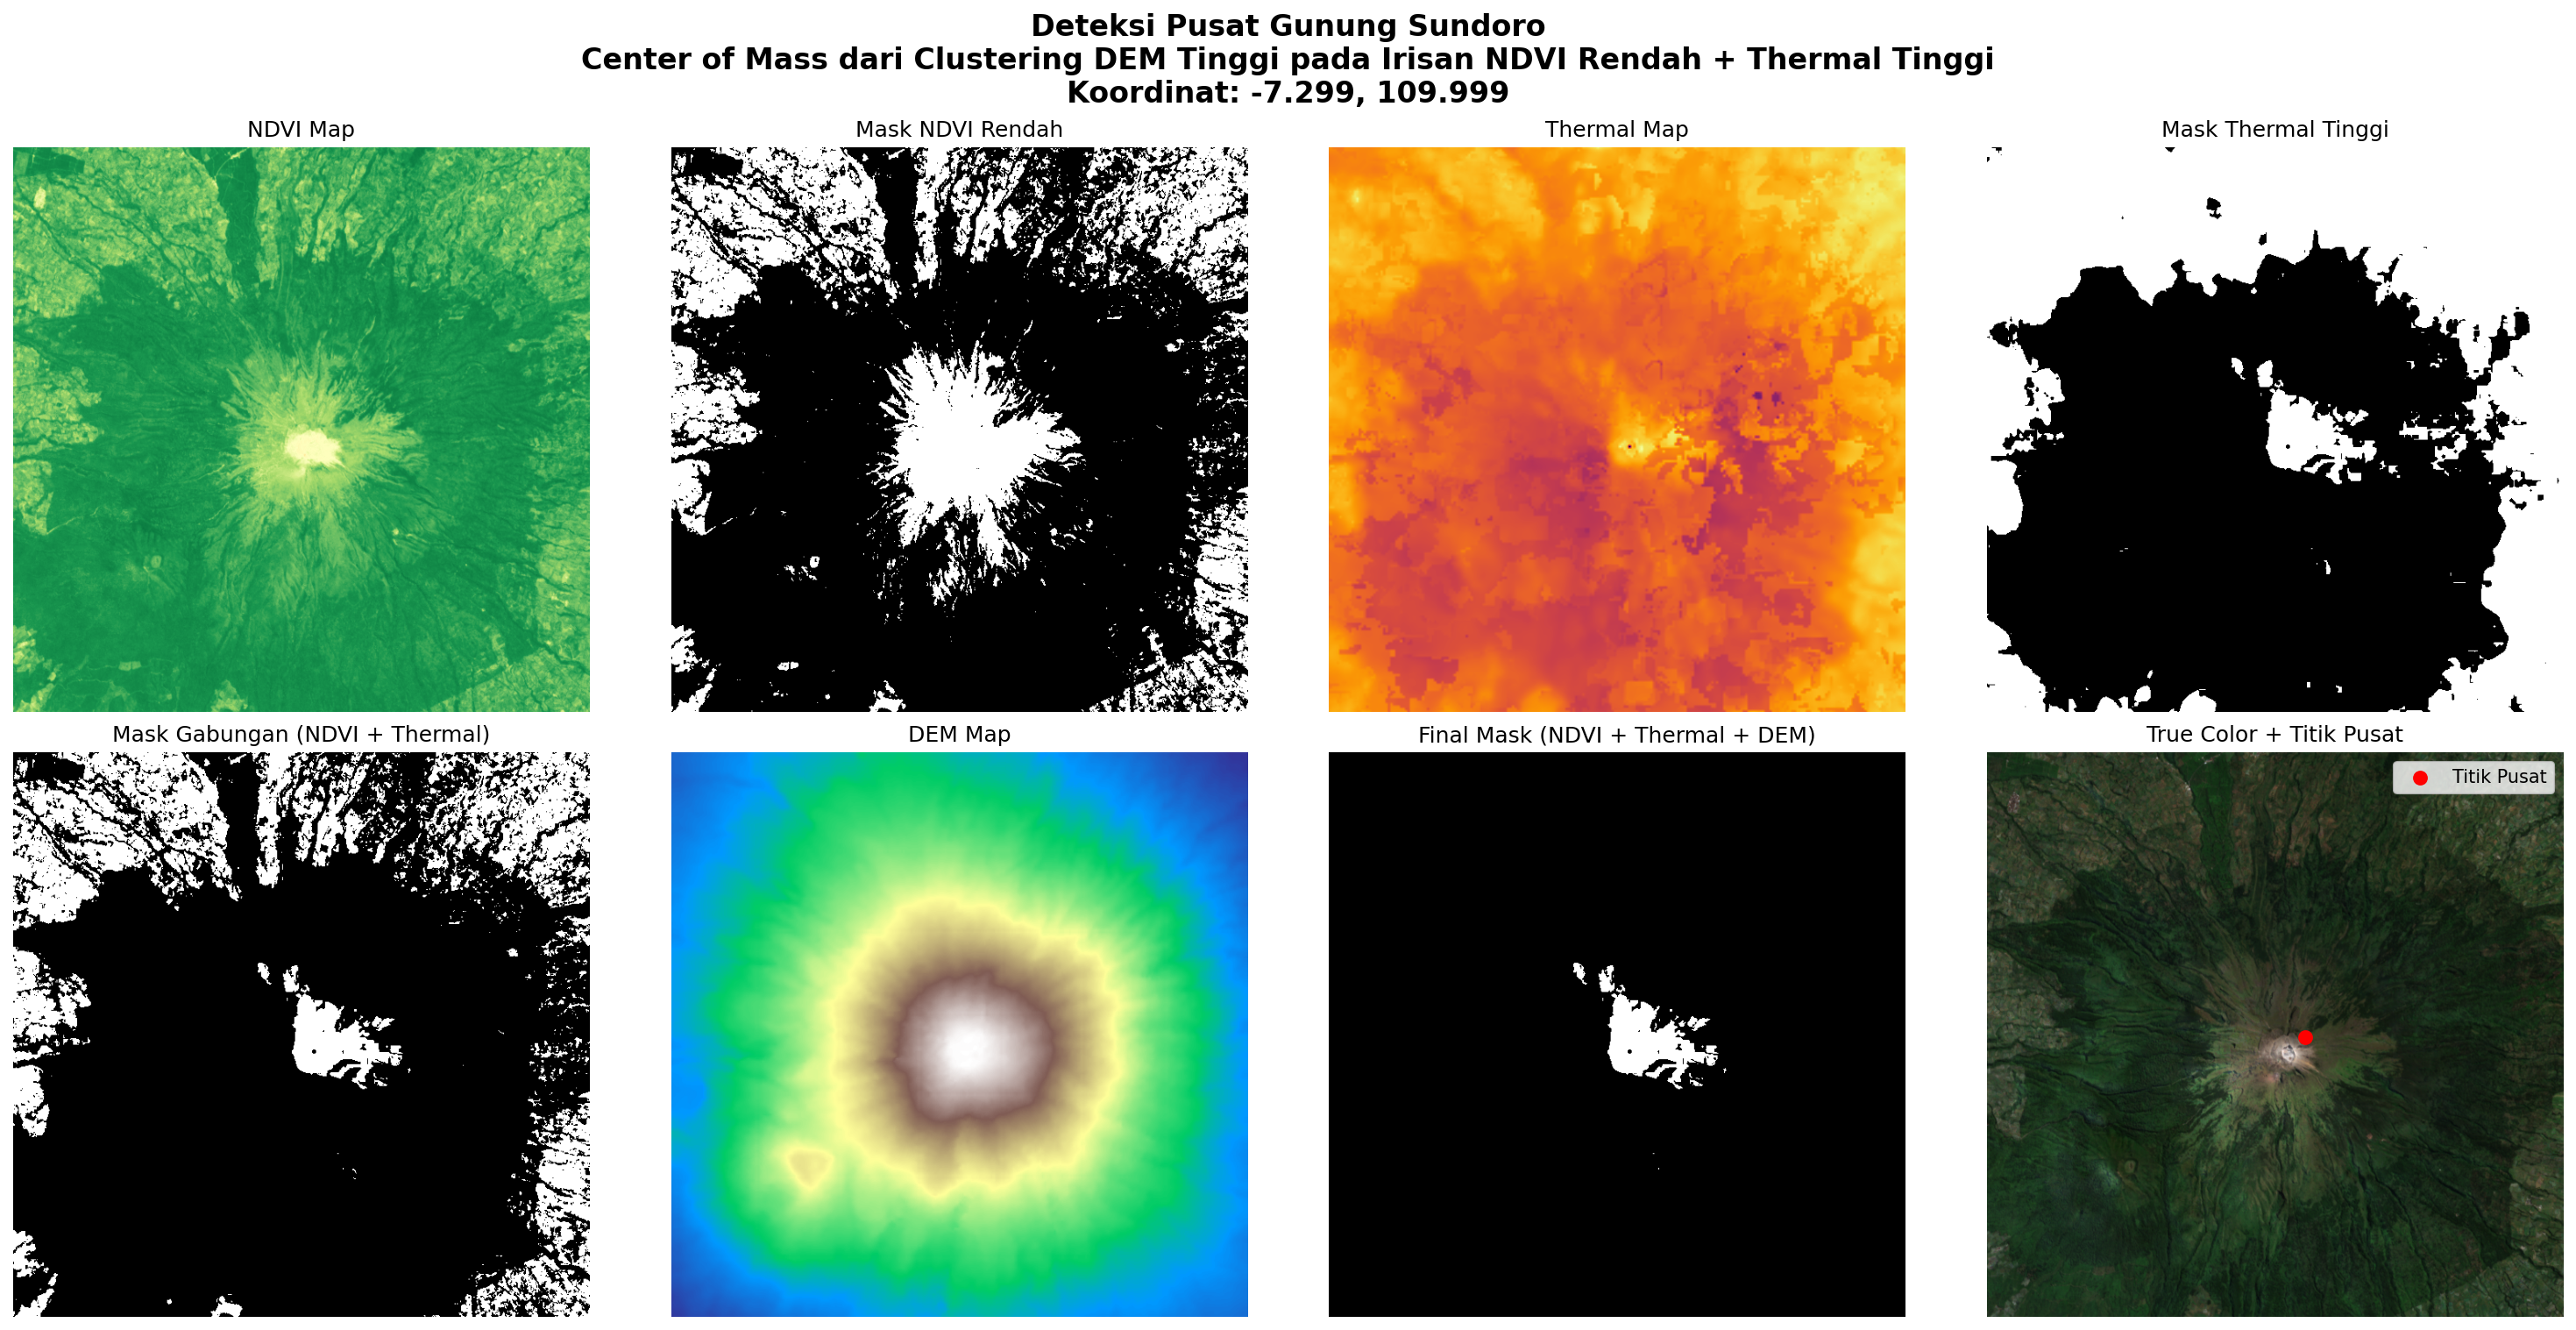 Deteksi Pusat Gunung Sundoro
Center of Mass dari Clustering DEM Tinggi pada Irisan NDVI Rendah + Thermal Tinggi
Koordinat: -7.299, 109.999
NDVI Map
Mask NDVI Rendah
Thermal Map
Mask Thermal Tinggi
Mask Gabungan (NDVI + Thermal)
DEM Map
Final Mask (NDVI + Thermal + DEM)
True Color + Titik Pusat
Titik Pusat